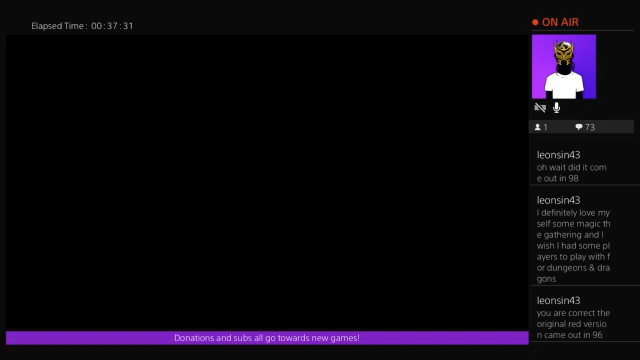 Elapsed Time : 00 : 37 : 31
ON AIR
1
73
leonsin43
oh wait did it com
e out in 98
leonsin43
I definitely love my
self some magic th
e gathering and I
wish I had some pl
ayers to play with f
or dungeons & dra
gons
leonsin43
you are correct the
original red versio
n came out in 96
Donations and subs all go towards new games!